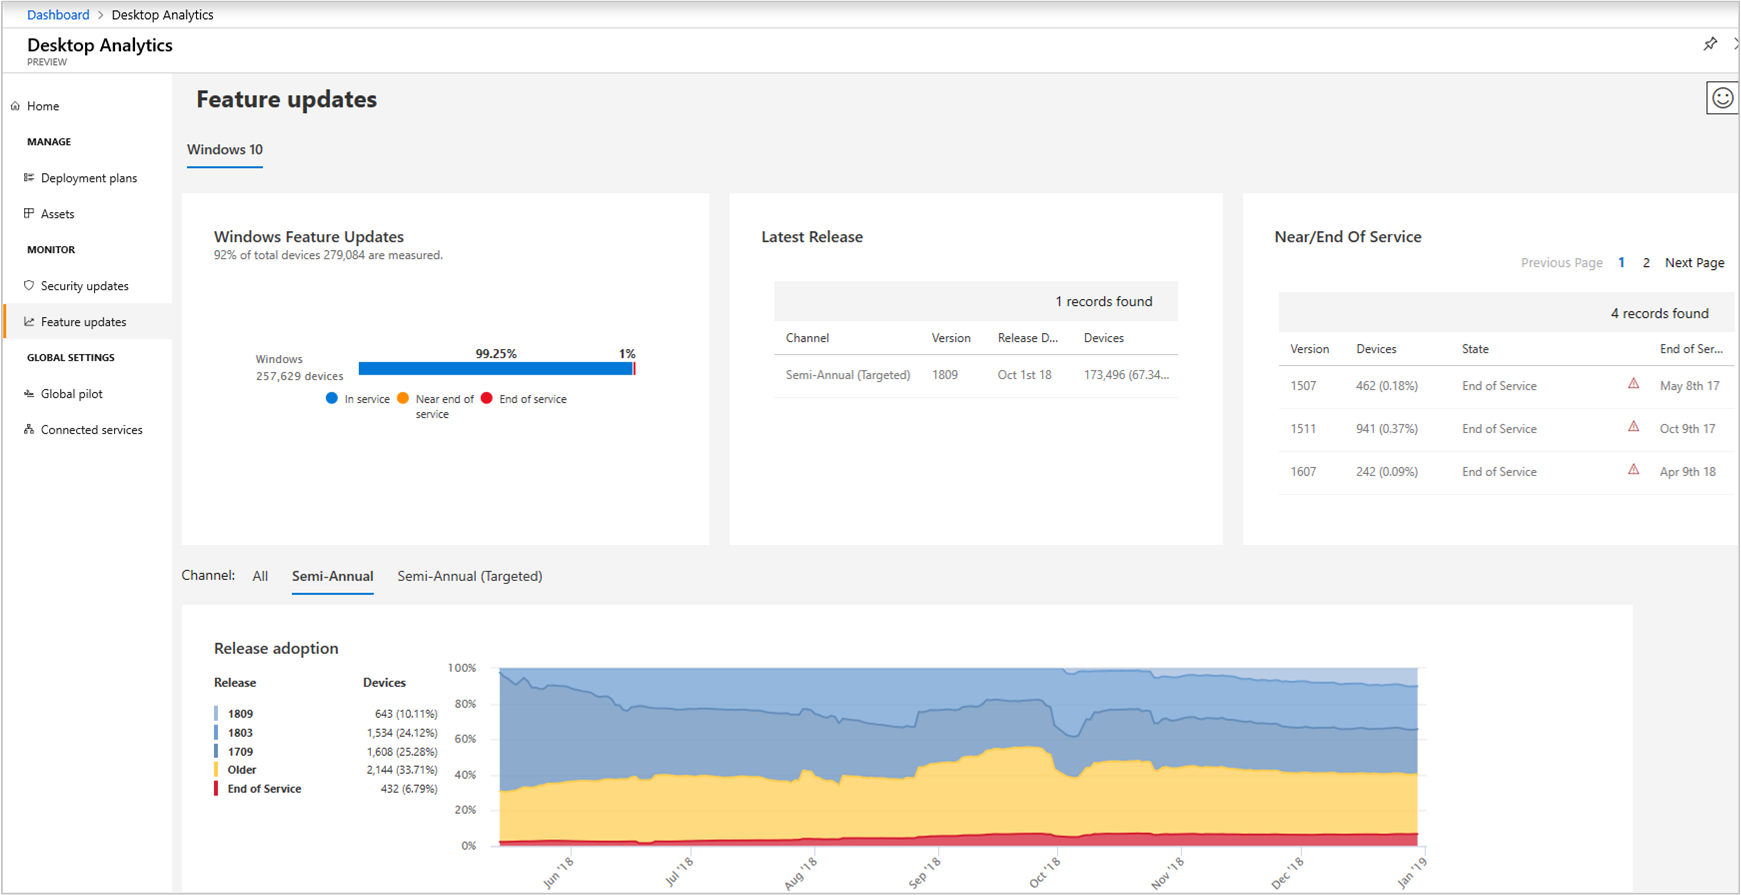 Dashboard > Desktop Analytics
Desktop Analytics
PREVIEW
Home
MANAGE
Deployment plans
Assets
MONITOR
Security updates
Feature updates
GLOBAL SETTINGS
Global pilot
Connected services
Feature updates
Windows 10
Windows Feature Updates
92% of total devices 279,084 are measured.
99.25% 1%
Windows
257,629 devices
In service Near end of service End of service
Latest Release
1 records found
Channel Version Release D... Devices
Semi-Annual (Targeted) 1809 Oct 1st 18 173,496 (67.34...
Near/End Of Service
Previous Page 1 2 Next Page
4 records found
Version Devices State End of Ser...
1507 462 (0.18%) End of Service May 8th 17
1511 941 (0.37%) End of Service Oct 9th 17
1607 242 (0.09%) End of Service Apr 9th 18
Channel: All Semi-Annual Semi-Annual (Targeted)
Release adoption
Release Devices
1809 643 (10.11%)
1803 1,534 (24.12%)
1709 1,608 (25.28%)
Older 2,144 (33.71%)
End of Service 432 (6.79%)
100%
80%
60%
40%
20%
0%
Jun '18 Jul '18 Aug '18 Sep '18 Oct '18 Nov '18 Dec '18 Jan '19